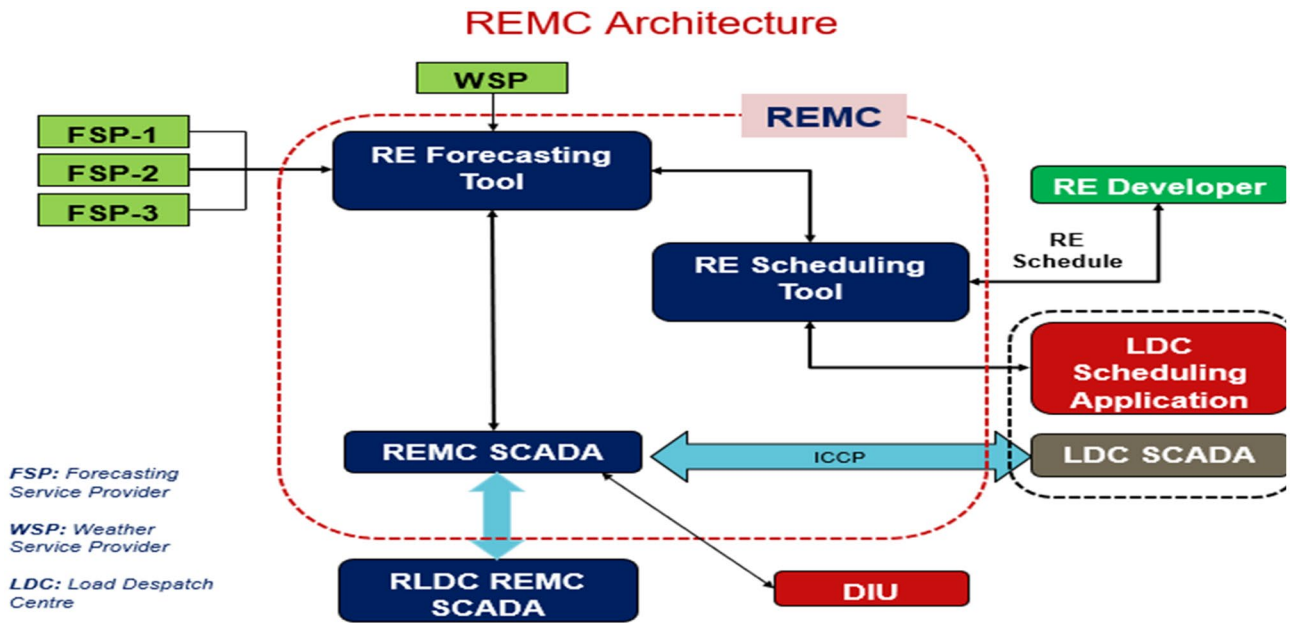 REMC Architecture
WSP
REMC
FSP-1
FSP-2
FSP-3
RE Forecasting
Tool
RE Developer
RE
Schedule
RE Scheduling
Tool
LDC
Scheduling
Application
REMC SCADA
ICCP
LDC SCADA
FSP: Forecasting
Service Provider
WSP: Weather
Service Provider
LDC: Load Despatch
Centre
RLDC REMC
SCADA
DIU